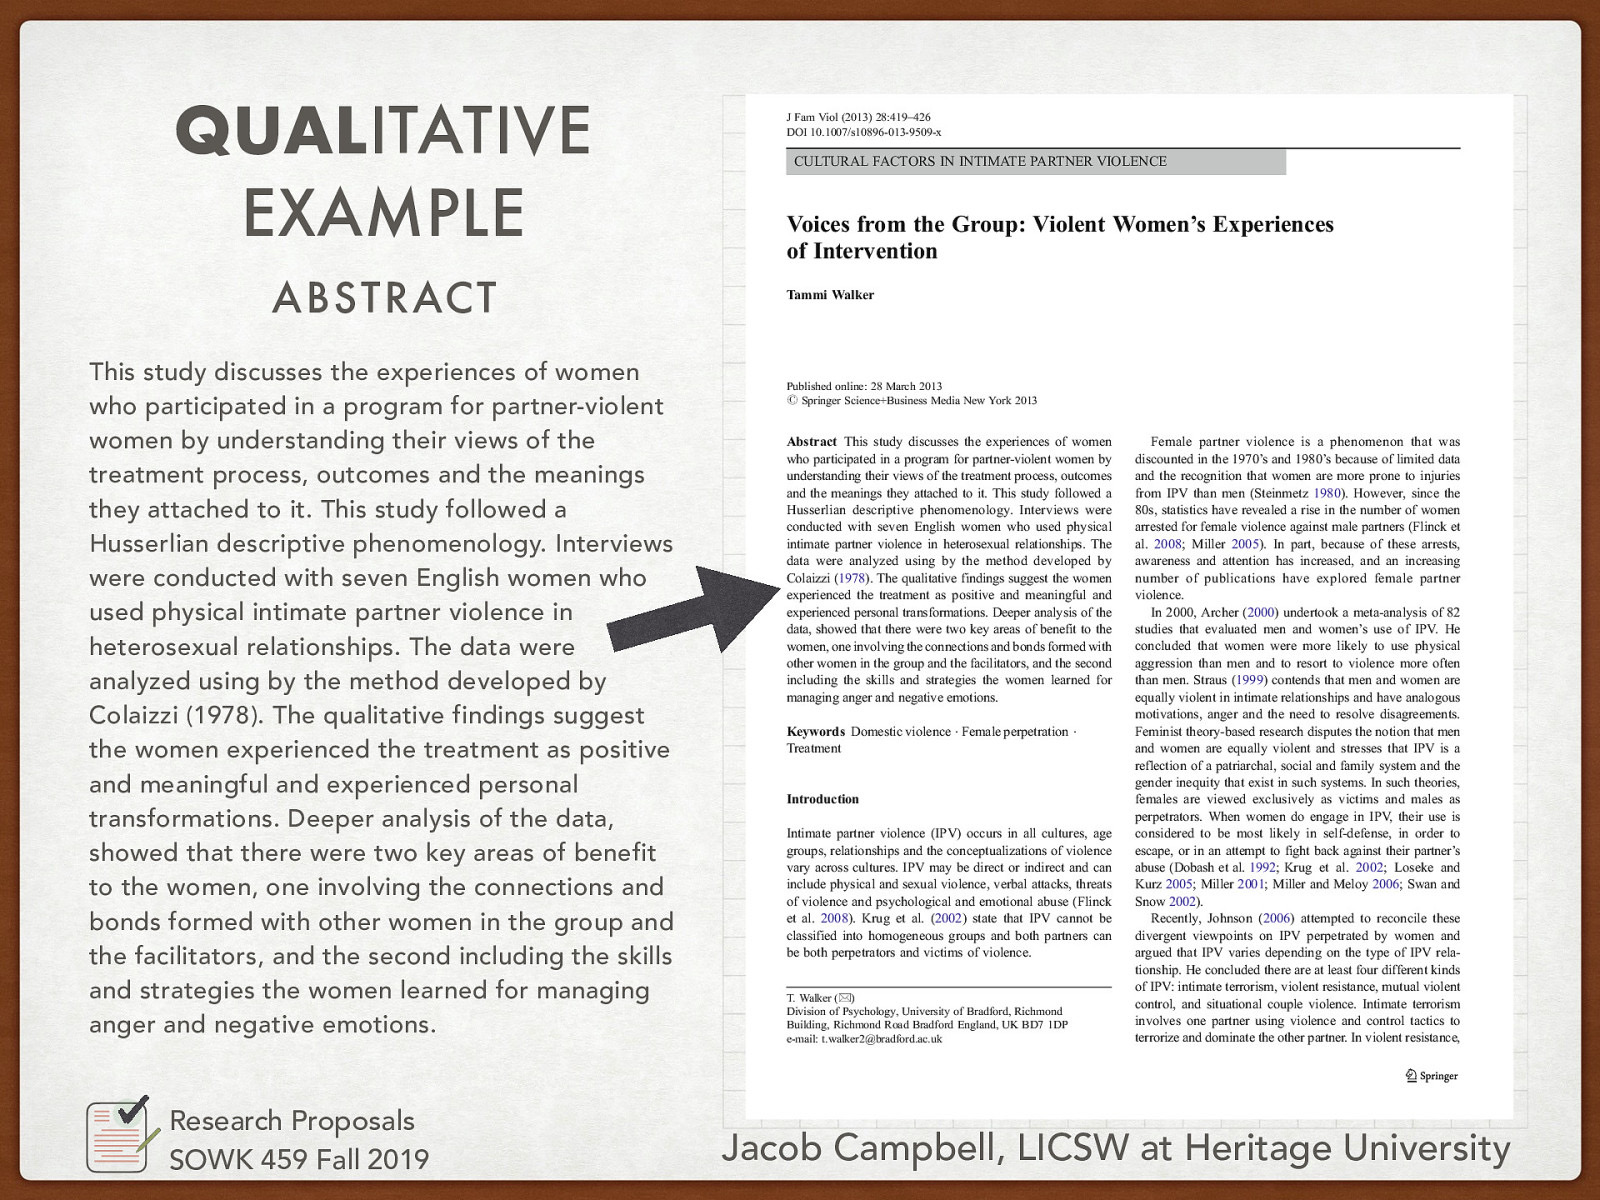 QUALITATIVE
EXAMPLE
ABSTRACT
This study discusses the experiences of women
who participated in a program for partner-violent
women by understanding their views of the
treatment process, outcomes and the meanings
they attached to it. This study followed a
Husserlian descriptive phenomenology. Interviews
were conducted with seven English women who
used physical intimate partner violence in
heterosexual relationships. The data were
analyzed using by the method developed by
Colaizzi (1978). The qualitative findings suggest
the women experienced the treatment as positive
and meaningful and experienced personal
transformations. Deeper analysis of the data,
showed that there were two key areas of benefit
to the women, one involving the connections and
bonds formed with other women in the group and
the facilitators, and the second including the skills
and strategies the women learned for managing
anger and negative emotions.
J Fam Viol (2013) 28:419–426
DOI 10.1007/s10896-013-9509-x
CULTURAL FACTORS IN INTIMATE PARTNER VIOLENCE
Voices from the Group: Violent Women's Experiences
of Intervention
Tammi Walker
Published online: 28 March 2013
© Springer Science+Business Media New York 2013
Abstract This study discusses the experiences of women
who participated in a program for partner-violent women by
understanding their views of the treatment process, outcomes
and the meanings they attached to it. This study followed a
Husserlian descriptive phenomenology. Interviews were
conducted with seven English women who used physical
intimate partner violence in heterosexual relationships. The
data were analyzed using by the method developed by
Colaizzi (1978). The qualitative findings suggest the women
experienced the treatment as positive and meaningful and
experienced personal transformations. Deeper analysis of the
data, showed that there were two key areas of benefit to the
women, one involving the connections and bonds formed with
other women in the group and the facilitators, and the second
including the skills and strategies the women learned for
managing anger and negative emotions.
Keywords Domestic violence · Female perpetration ·
Treatment
Introduction
Intimate partner violence (IPV) occurs in all cultures, age
groups, relationships and the conceptualizations of violence
vary across cultures. IPV may be direct or indirect and can
include physical and sexual violence, verbal attacks, threats
of violence and psychological and emotional abuse (Flinck
et al. 2008). Krug et al. (2002) state that IPV cannot be
classified into homogeneous groups and both partners can
be both perpetrators and victims of violence.
T. Walker (✉)
Division of Psychology, University of Bradford, Richmond
Building, Richmond Road Bradford England, UK BD7 1DP
e-mail: t.walker2@bradford.ac.uk
Female partner violence is a phenomenon that was
discounted in the 1970's and 1980's because of limited data
and the recognition that women are more prone to injuries
from IPV than men (Steinmetz 1980). However, since the
80s, statistics have revealed a rise in the number of women
arrested for female violence against male partners (Flinck et
al. 2008; Miller 2005). In part, because of these arrests,
awareness and attention has increased, and an increasing
number of publications have explored female partner
violence.
In 2000, Archer (2000) undertook a meta-analysis of 82
studies that evaluated men and women's use of IPV. He
concluded that women were more likely to use physical
aggression than men and to resort to violence more often
than men. Straus (1999) contends that men and women are
equally violent in intimate relationships and have analogous
motivations, anger and the need to resolve disagreements.
Feminist theory-based research disputes the notion that men
and women are equally violent and stresses that IPV is a
reflection of a patriarchal, social and family system and the
gender inequity that exist in such systems. In such theories,
females are viewed exclusively as victims and males as
perpetrators. When women do engage in IPV, their use is
considered to be most likely in self-defense, in order to
escape, or in an attempt to fight back against their partner's
abuse (Dobash et al. 1992; Krug et al. 2002; Loseke and
Kurz 2005; Miller 2001; Miller and Meloy 2006; Swan and
Snow 2002).
Recently, Johnson (2006) attempted to reconcile these
divergent viewpoints on IPV perpetrated by women and
argued that IPV varies depending on the type of IPV rela-
tionship. He concluded there are at least four different kinds
of IPV: intimate terrorism, violent resistance, mutual violent
control, and situational couple violence. Intimate terrorism
involves one partner using violence and control tactics to
terrorize and dominate the other partner. In violent resistance,
Springer
Research Proposals
SOWK 459 Fall 2019
Jacob Campbell, LICSW at Heritage University